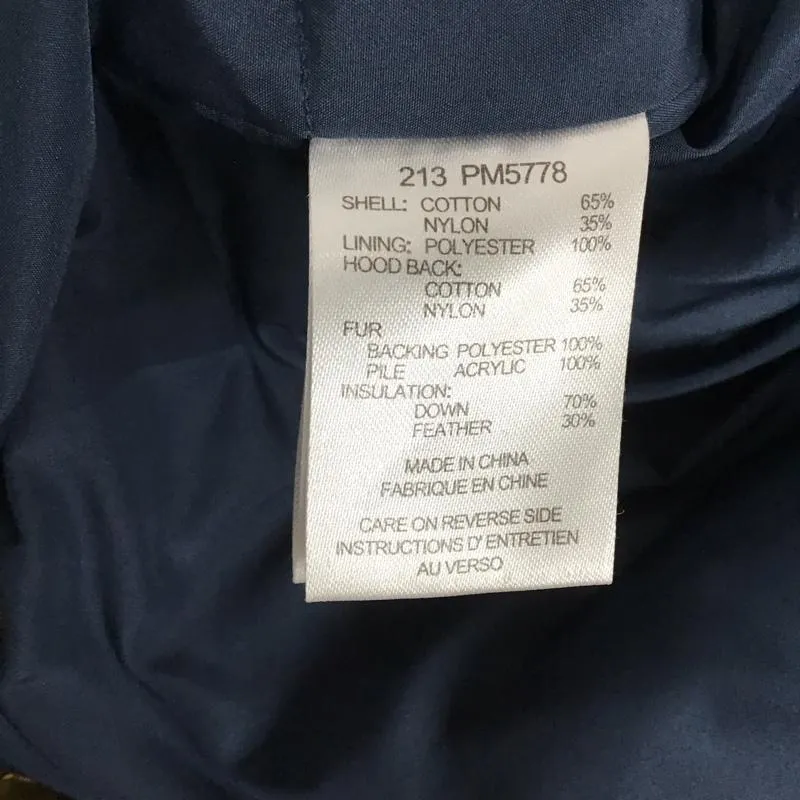 213 PM5778
SHELL: COTTON 65%
NYLON 35%
LINING: POLYESTER 100%
HOOD BACK:
COTTON 65%
NYLON 35%
FUR
BACKING POLYESTER 100%
PILE ACRYLIC 100%
INSULATION:
DOWN 70%
FEATHER 30%
MADE IN CHINA
FABRIQUE EN CHINE
CARE ON REVERSE SIDE
INSTRUCTIONS D'ENTRETIEN
AU VERSO